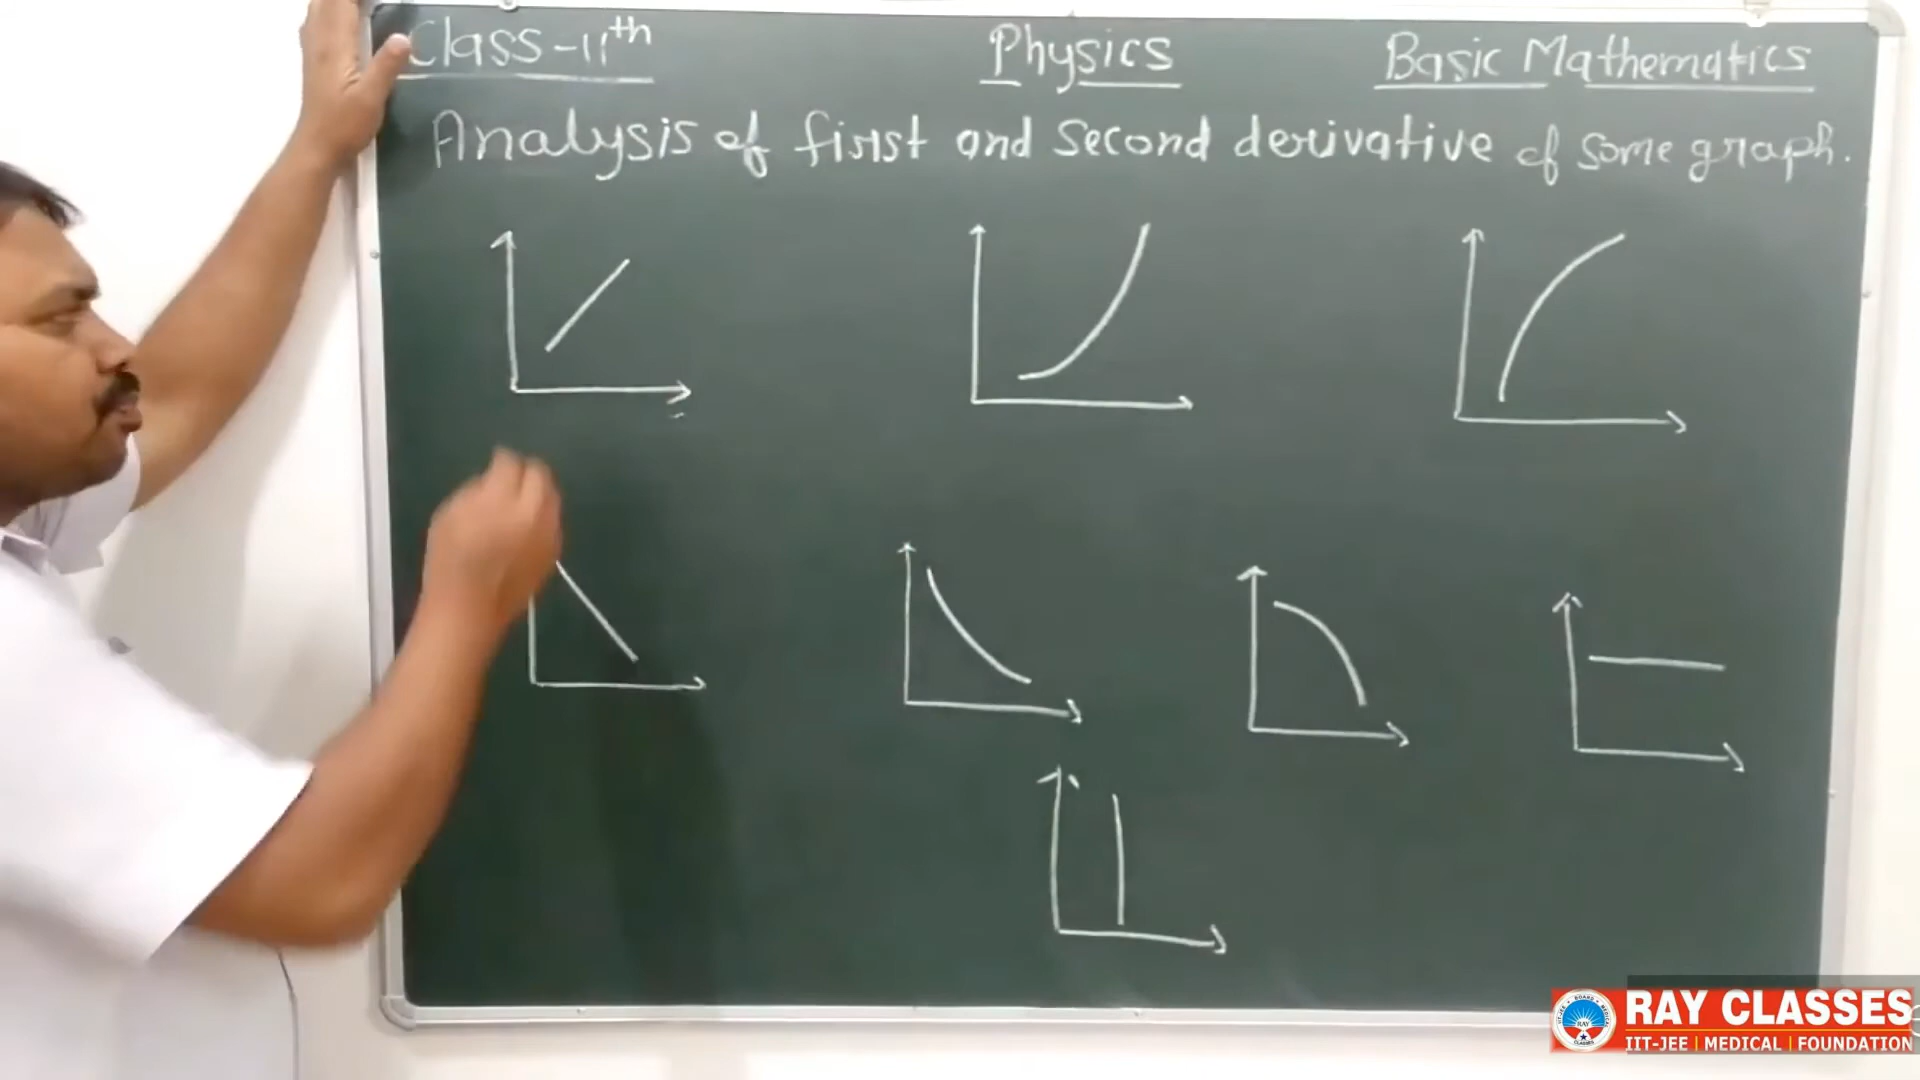 Class-11th
Physics
Basic Mathematics
Analysis of first and second derivative of some graph.
RAY CLASSES
IIT-JEE | MEDICAL | FOUNDATION
RAY